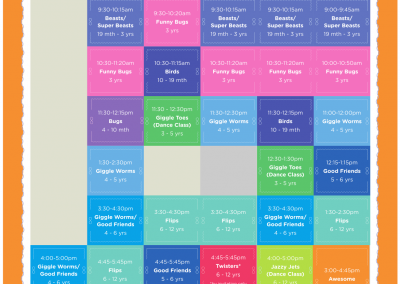 9:30-10:15am
Beasts/
Super Beasts
19 mth - 3 yrs
9:30-10:20am
Funny Bugs
3 yrs
9:30-10:15am
Beasts/
Super Beasts
19 mth - 3 yrs
9:30-10:15am
Beasts/
Super Beasts
19 mth - 3 yrs
9:00-9:45am
Beasts/
Super Beasts
19 mth - 3 yrs
10:30-11:20am
Funny Bugs
3 yrs
10:30-11:15am
Birds
10 - 19 mth
10:30-11:20am
Funny Bugs
3 yrs
10:30-11:20am
Funny Bugs
3 yrs
10:00-10:50am
Funny Bugs
3 yrs
11:30-12:15pm
Bugs
4 - 10 mth
11:30 - 12:30pm
Giggle Toes
(Dance Class)
3 - 5 yrs
11:30-12:30pm
Giggle Worms
4 - 5 yrs
11:30-12:15pm
Birds
10 - 19 mth
11:00-12:00pm
Giggle Worms
4 - 5 yrs
1:30-2:30pm
Giggle Worms
4 - 5 yrs
12:30-1:30pm
Giggle Toes
(Dance Class)
3 - 5 yrs
12:15-1:15pm
Good Friends
5 - 6 yrs
3:30-4:30pm
Giggle Worms/
Good Friends
4 - 6 yrs
3:30-4:30pm
Flips
6 - 12 yrs
3:30-4:30pm
Flips
6 - 12 yrs
3:30-4:30pm
Giggle Worms/
Good Friends
4 - 6 yrs
1:30-2:30pm
Flips
6 - 12 yrs
4:00-5:00pm
Giggle Worms/
Good Friends
4 - 6 yrs
4:45-5:45pm
Flips
6 - 12 yrs
4:45-5:45pm
Good Friends
5 - 6 yrs
4:45-5:45pm
Twisters*
6 - 12 yrs
4:00-5:00pm
Jazzy Jets
(Dance Class)
5 - 8 yrs
3:00-4:45pm
Awesome